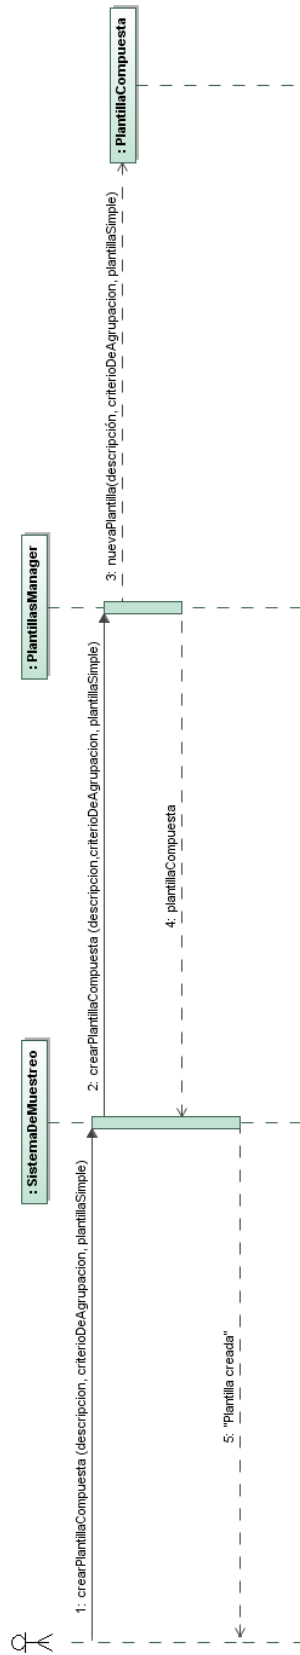 : SistemaDeMuestreo
: PlantillasManager
: PlantillaCompuesta
1: crearPlantillaCompuesta (descripcion, criterioDeAgrupacion, plantillaSimple)
2: crearPlantillaCompuesta (descripcion,criterioDeAgrupacion, plantillaSimple)
3: nuevaPlantilla(descripción, criterioDeAgrupacion, plantillaSimple)
4: plantillaCompuesta
5: "Plantilla creada"